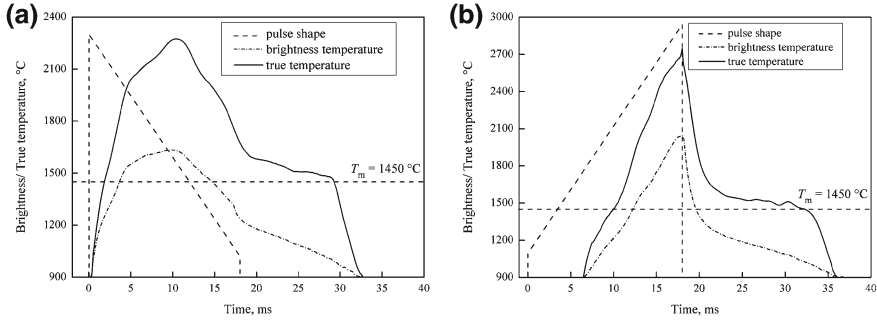 (a)
2400
2100
1800
1500
1200
900
Brightness/ True temperature, °C
pulse shape
brightness temperature
true temperature
Tm = 1450 °C
0 5 10 15 20 25 30 35 40
Time, ms
(b)
3000
2700
2400
2100
1800
1500
1200
900
Brightness/ True temperature, °C
pulse shape
brightness temperature
true temperature
Tm = 1450 °C
0 5 10 15 20 25 30 35 40
Time, ms